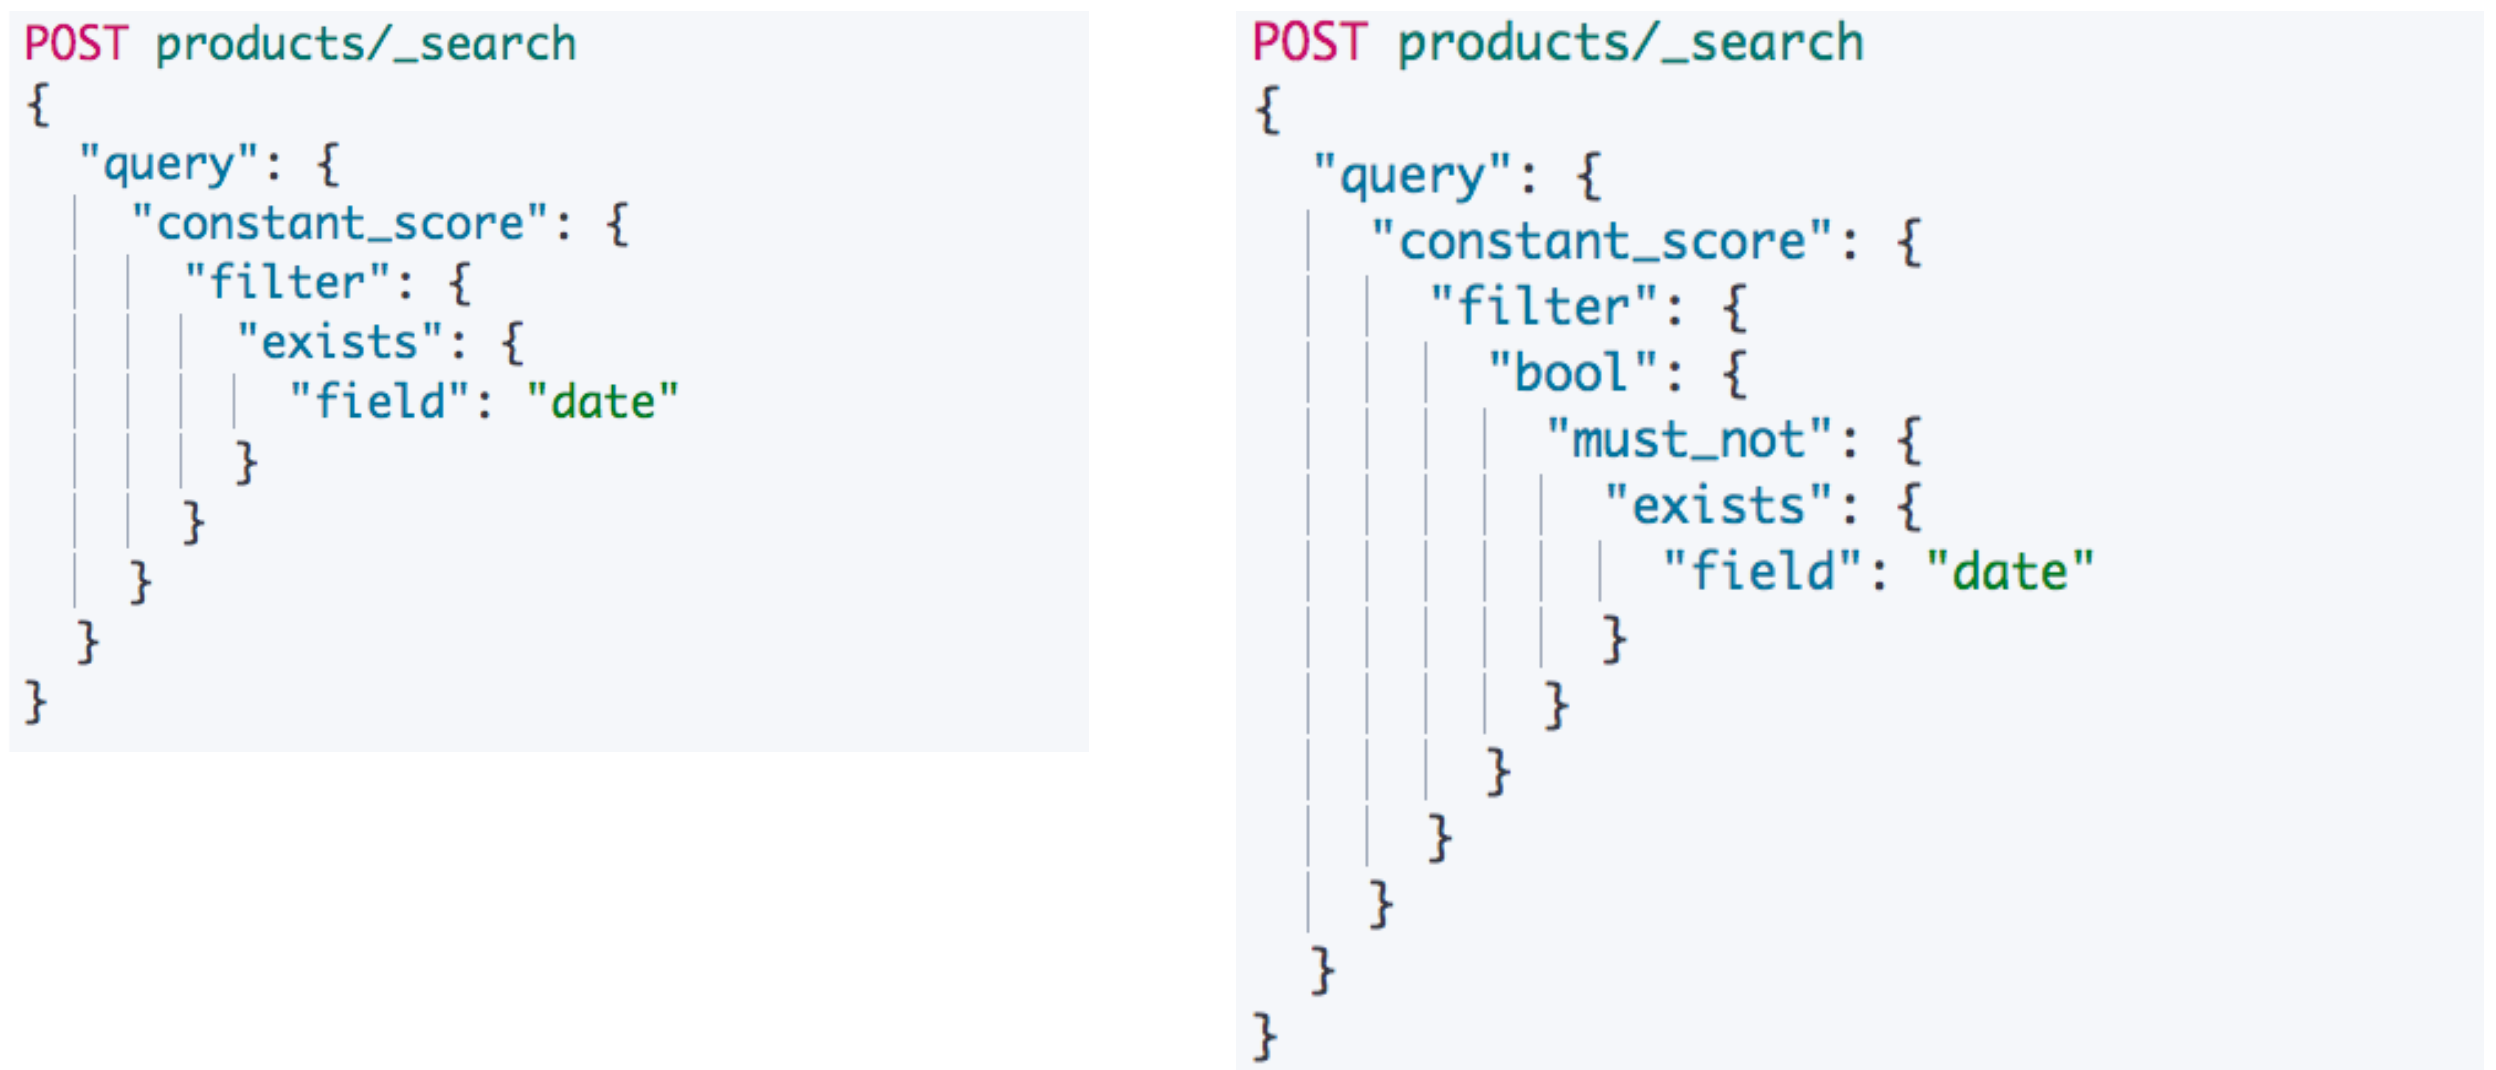 POST products/_search
{
  "query": {
    "constant_score": {
      "filter": {
        "exists": {
          "field": "date"
        }
      }
    }
  }
}
POST products/_search
{
  "query": {
    "constant_score": {
      "filter": {
        "bool": {
          "must_not": {
            "exists": {
              "field": "date"
            }
          }
        }
      }
    }
  }
}